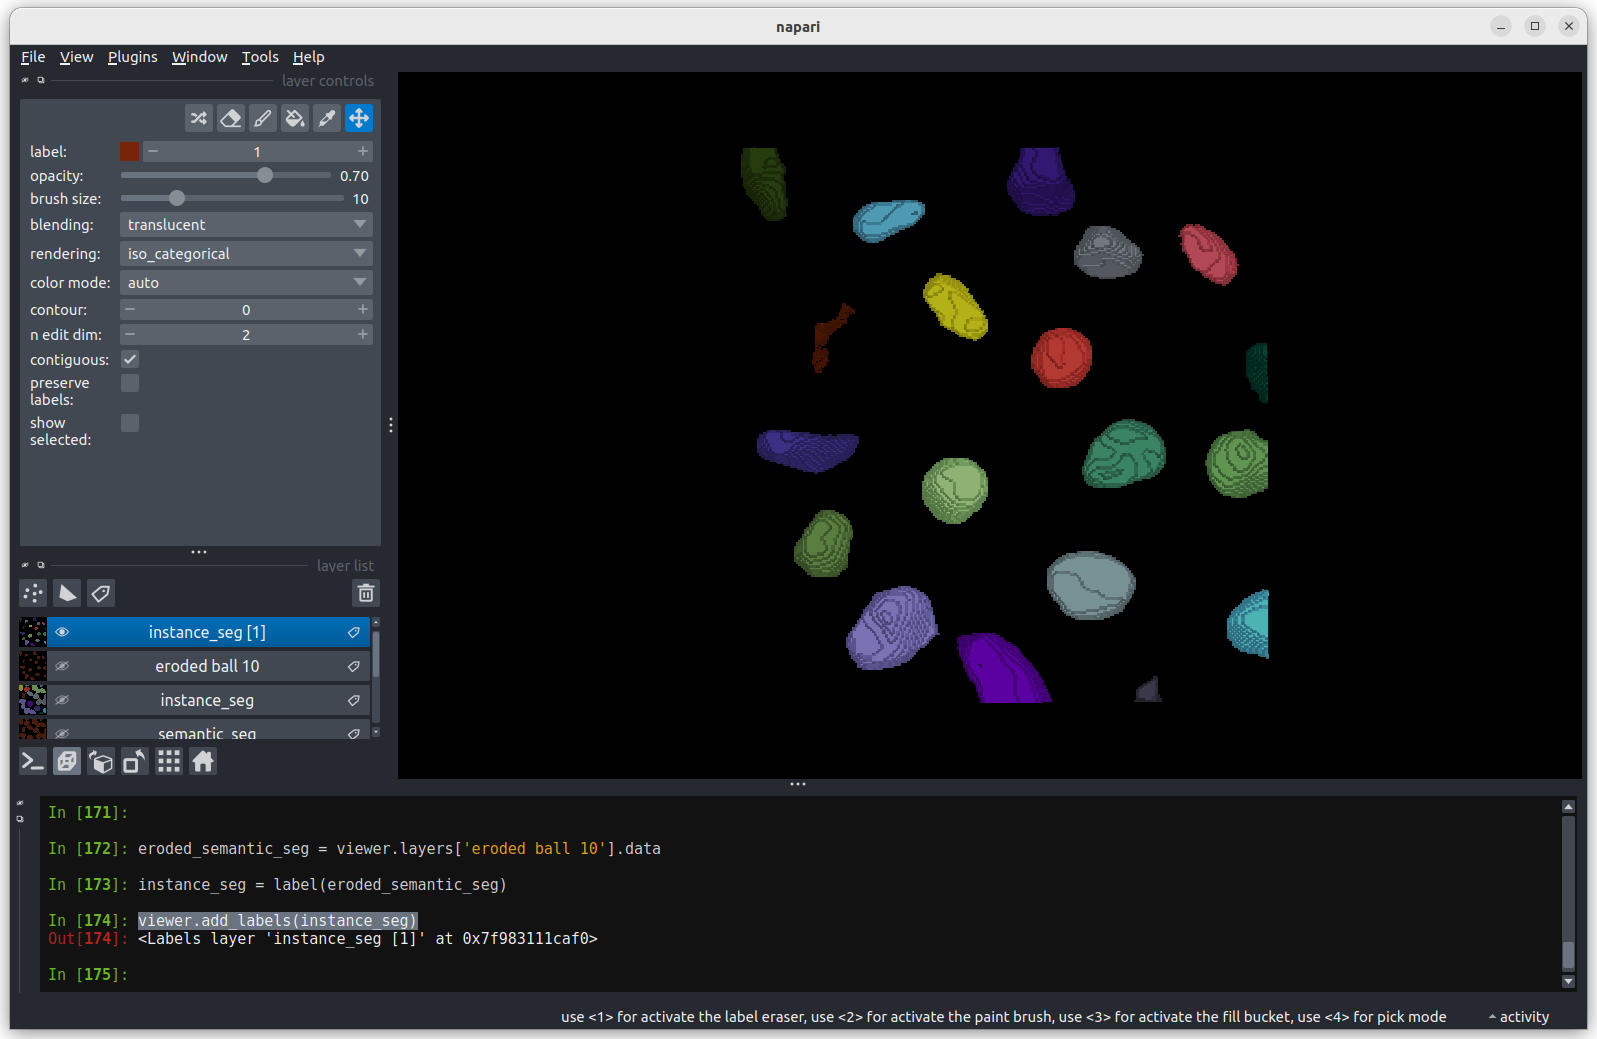 napari
File View Plugins Window Tools Help
layer controls
label: 1
opacity: 0.70
brush size: 10
blending: translucent
rendering: iso_categorical
color mode: auto
contour: 0
n edit dim: 2
contiguous:
preserve
labels:
show
selected:
layer list
instance_seg [1]
eroded ball 10
instance_seg
semantic_seg
In [171]:
In [172]: eroded_semantic_seg = viewer.layers['eroded ball 10'].data
In [173]: instance_seg = label(eroded_semantic_seg)
In [174]: viewer.add_labels(instance_seg)
Out[174]: <Labels layer 'instance_seg [1]' at 0x7f983111caf0>
In [175]:
use <1> for activate the label eraser, use <2> for activate the paint brush, use <3> for activate the fill bucket, use <4> for pick mode
activity